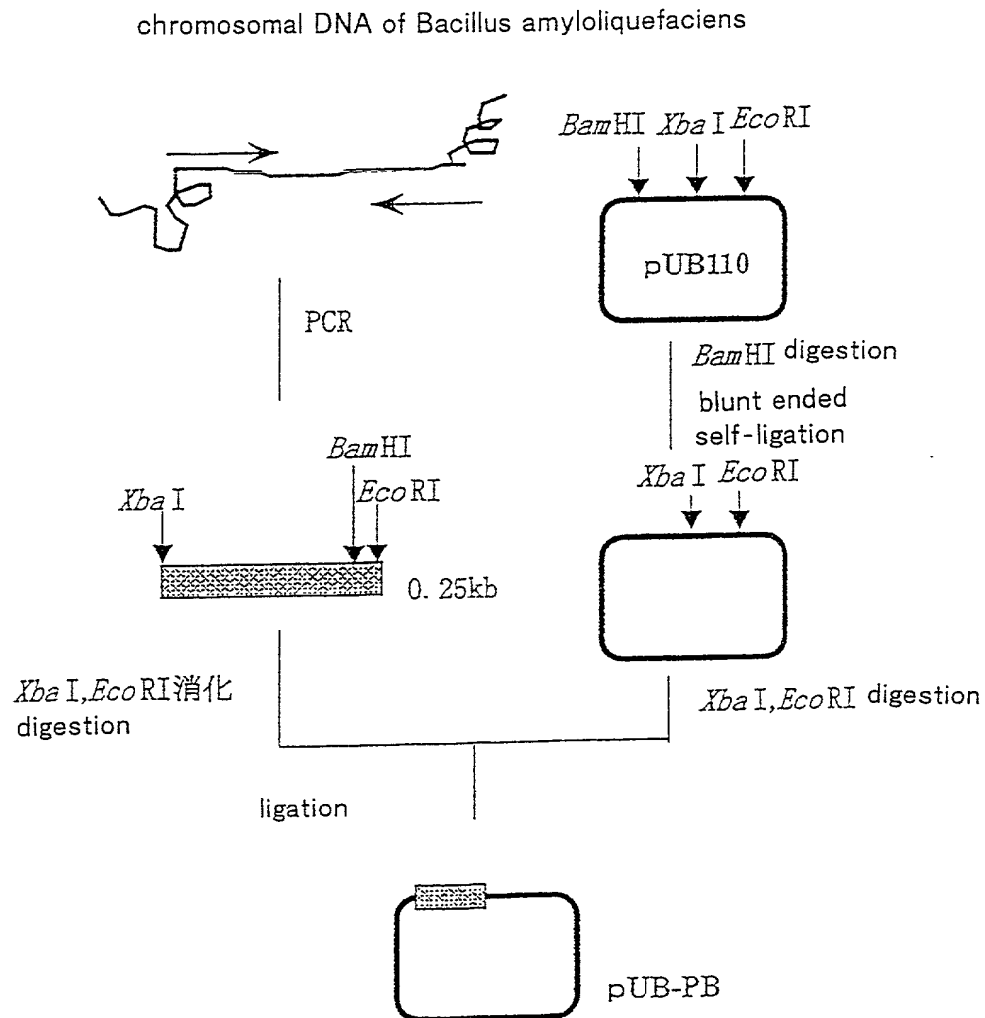 chromosomal DNA of Bacillus amyloliquefaciens
BamHI XbaI EcoRI
pUB110
PCR
BamHI digestion
blunt ended
self-ligation
BamHI
EcoRI
XbaI
0.25kb
XbaI EcoRI
XbaI,EcoRI消化
digestion
XbaI,EcoRI digestion
ligation
pUB-PB